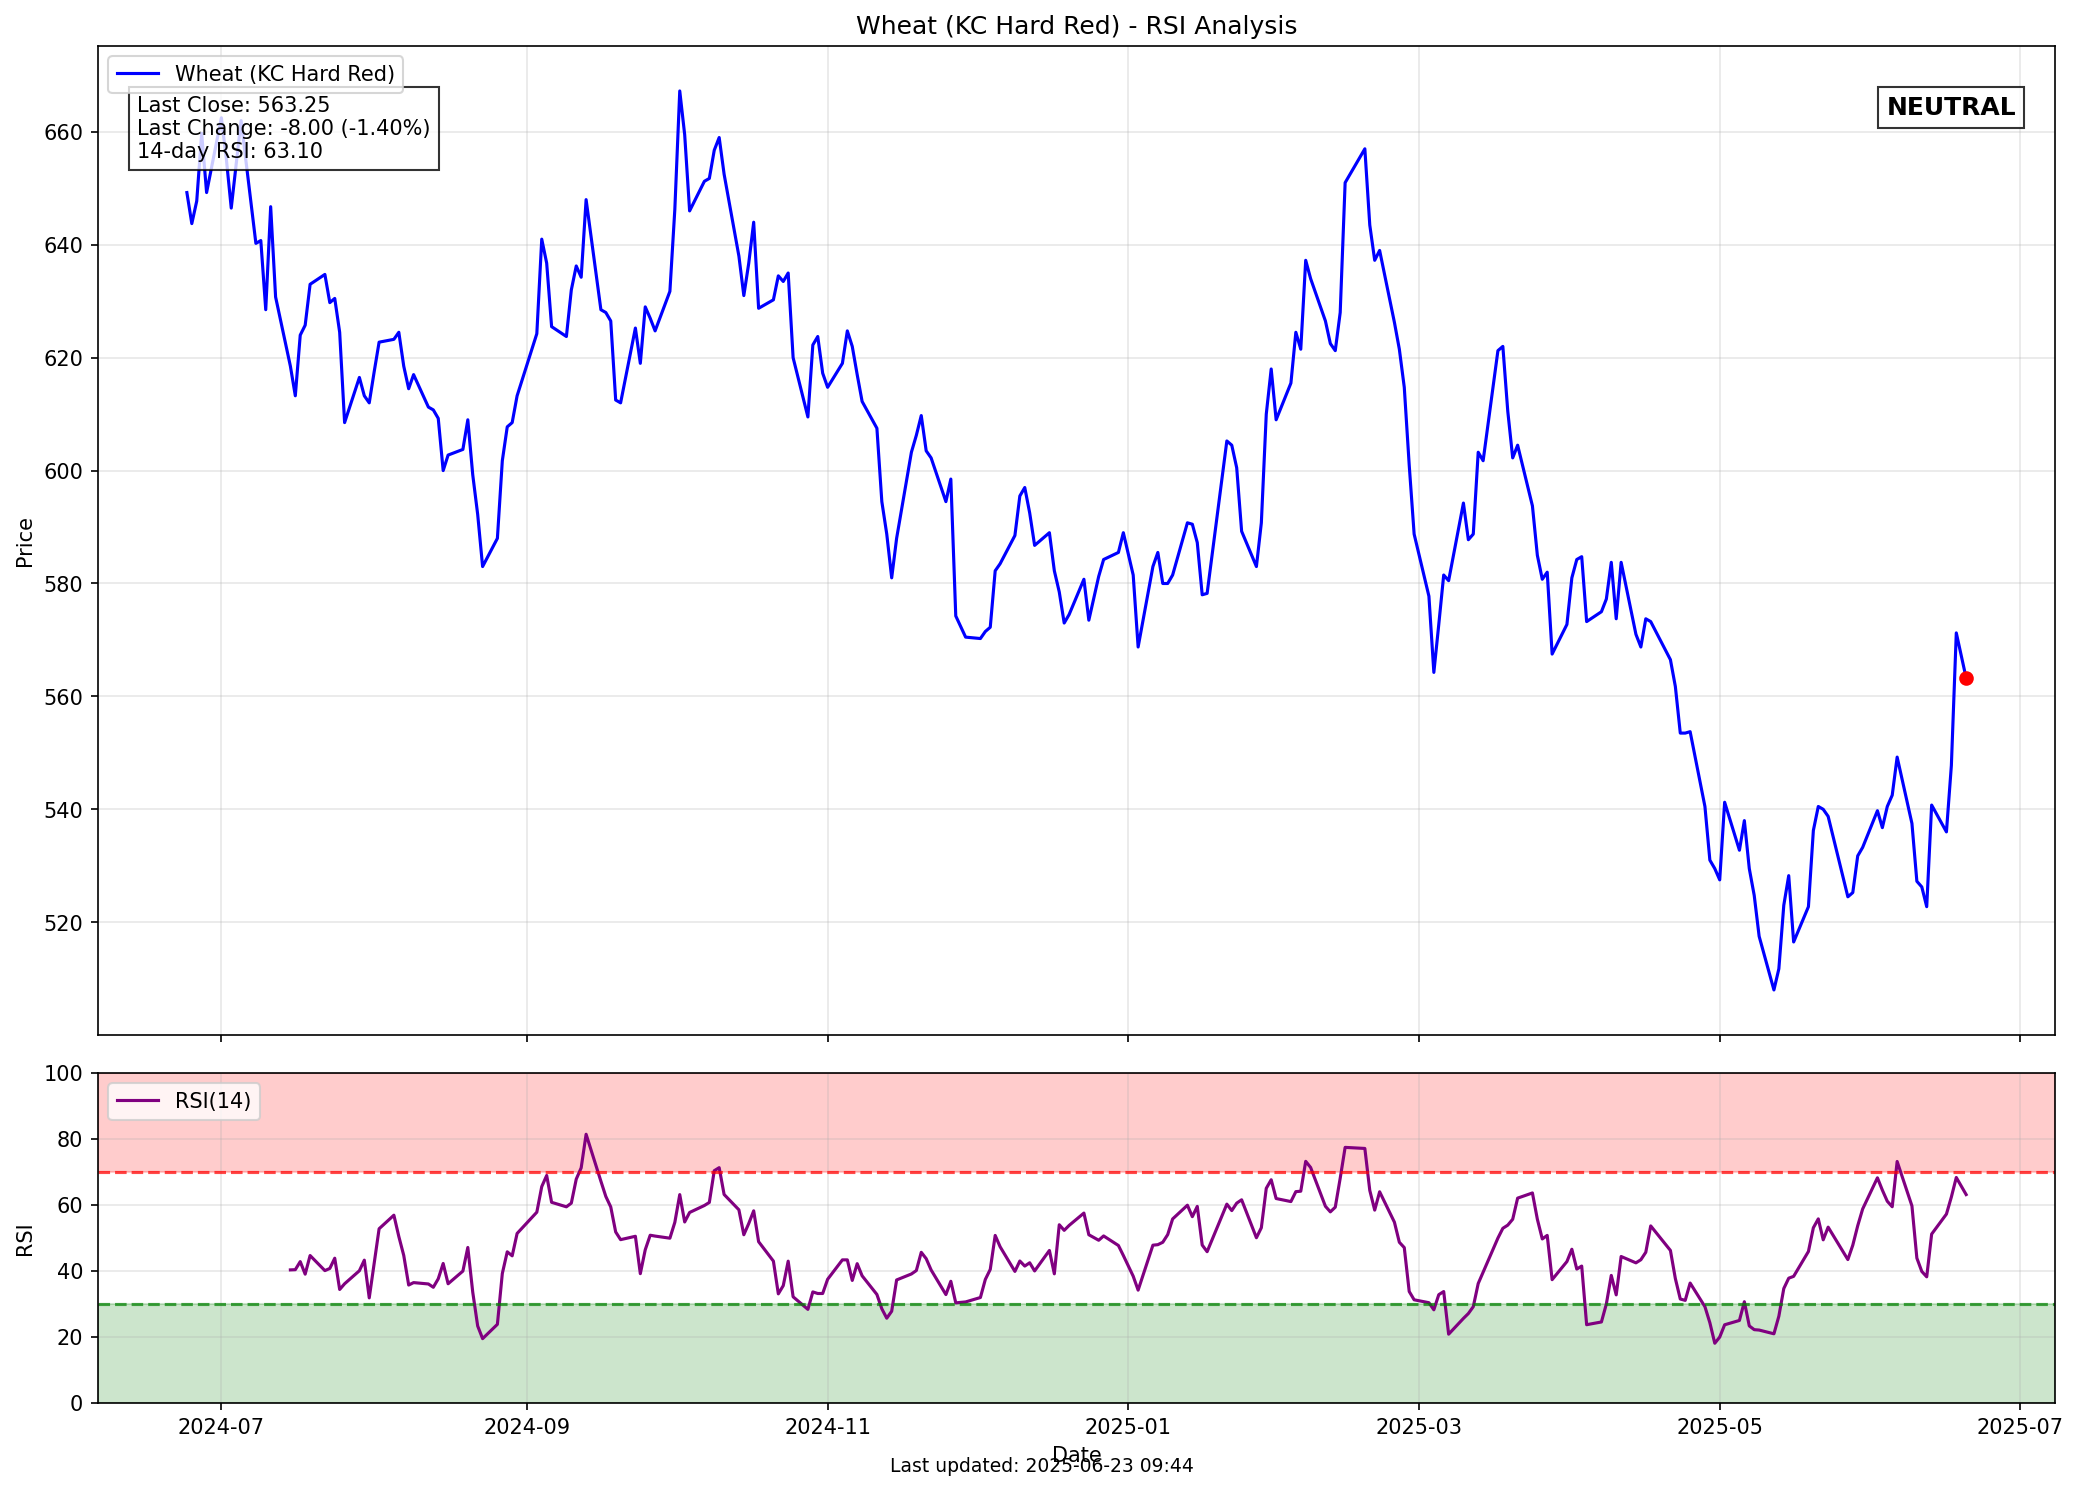 Wheat (KC Hard Red) - RSI Analysis
Wheat (KC Hard Red)
Last Close: 563.25
Last Change: -8.00 (-1.40%)
14-day RSI: 63.10
NEUTRAL
Price
660
640
620
600
580
560
540
520
RSI(14)
RSI
100
80
60
40
20
0
2024-07
2024-09
2024-11
2025-01
2025-03
2025-05
2025-07
Date
Last updated: 2025-06-23 09:44